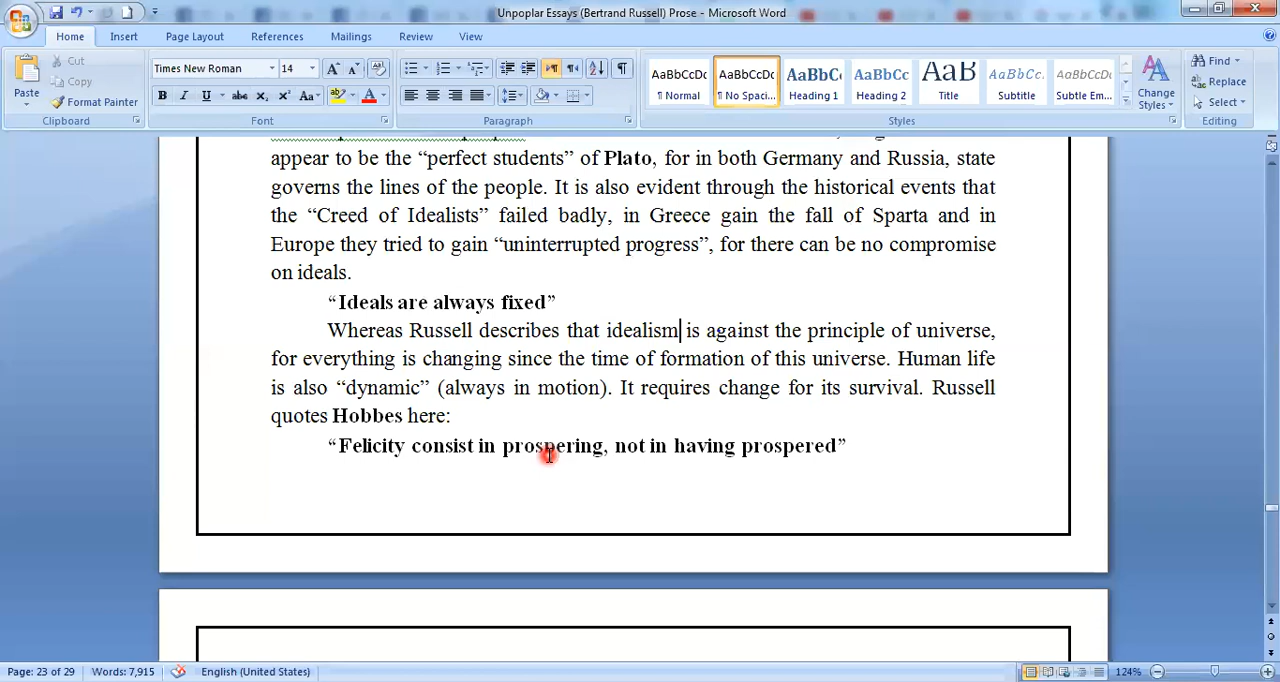 Unpoplar Essays (Bertrand Russell) Prose - Microsoft Word
Home Insert Page Layout References Mailings Review View
Paste
Cut
Copy
Format Painter
Clipboard
Times New Roman 14
B I U abc X₂ X² Aa ab A
Font
Paragraph
AaBbCcDc AaBbCcDc AaBbC AaBbCc AaB AaBbCcL AaBbCcDc
¶ Normal ¶ No Spaci... Heading 1 Heading 2 Title Subtitle Subtle Em...
Change Styles
Styles
Find
Replace
Select
Editing
appear to be the “perfect students” of Plato, for in both Germany and Russia, state
governs the lines of the people. It is also evident through the historical events that
the “Creed of Idealists” failed badly, in Greece gain the fall of Sparta and in
Europe they tried to gain “uninterrupted progress”, for there can be no compromise
on ideals.
“Ideals are always fixed”
Whereas Russell describes that idealism is against the principle of universe,
for everything is changing since the time of formation of this universe. Human life
is also “dynamic” (always in motion). It requires change for its survival. Russell
quotes Hobbes here:
“Felicity consist in prospering, not in having prospered”
Page: 23 of 29 Words: 7,915 English (United States) 124%